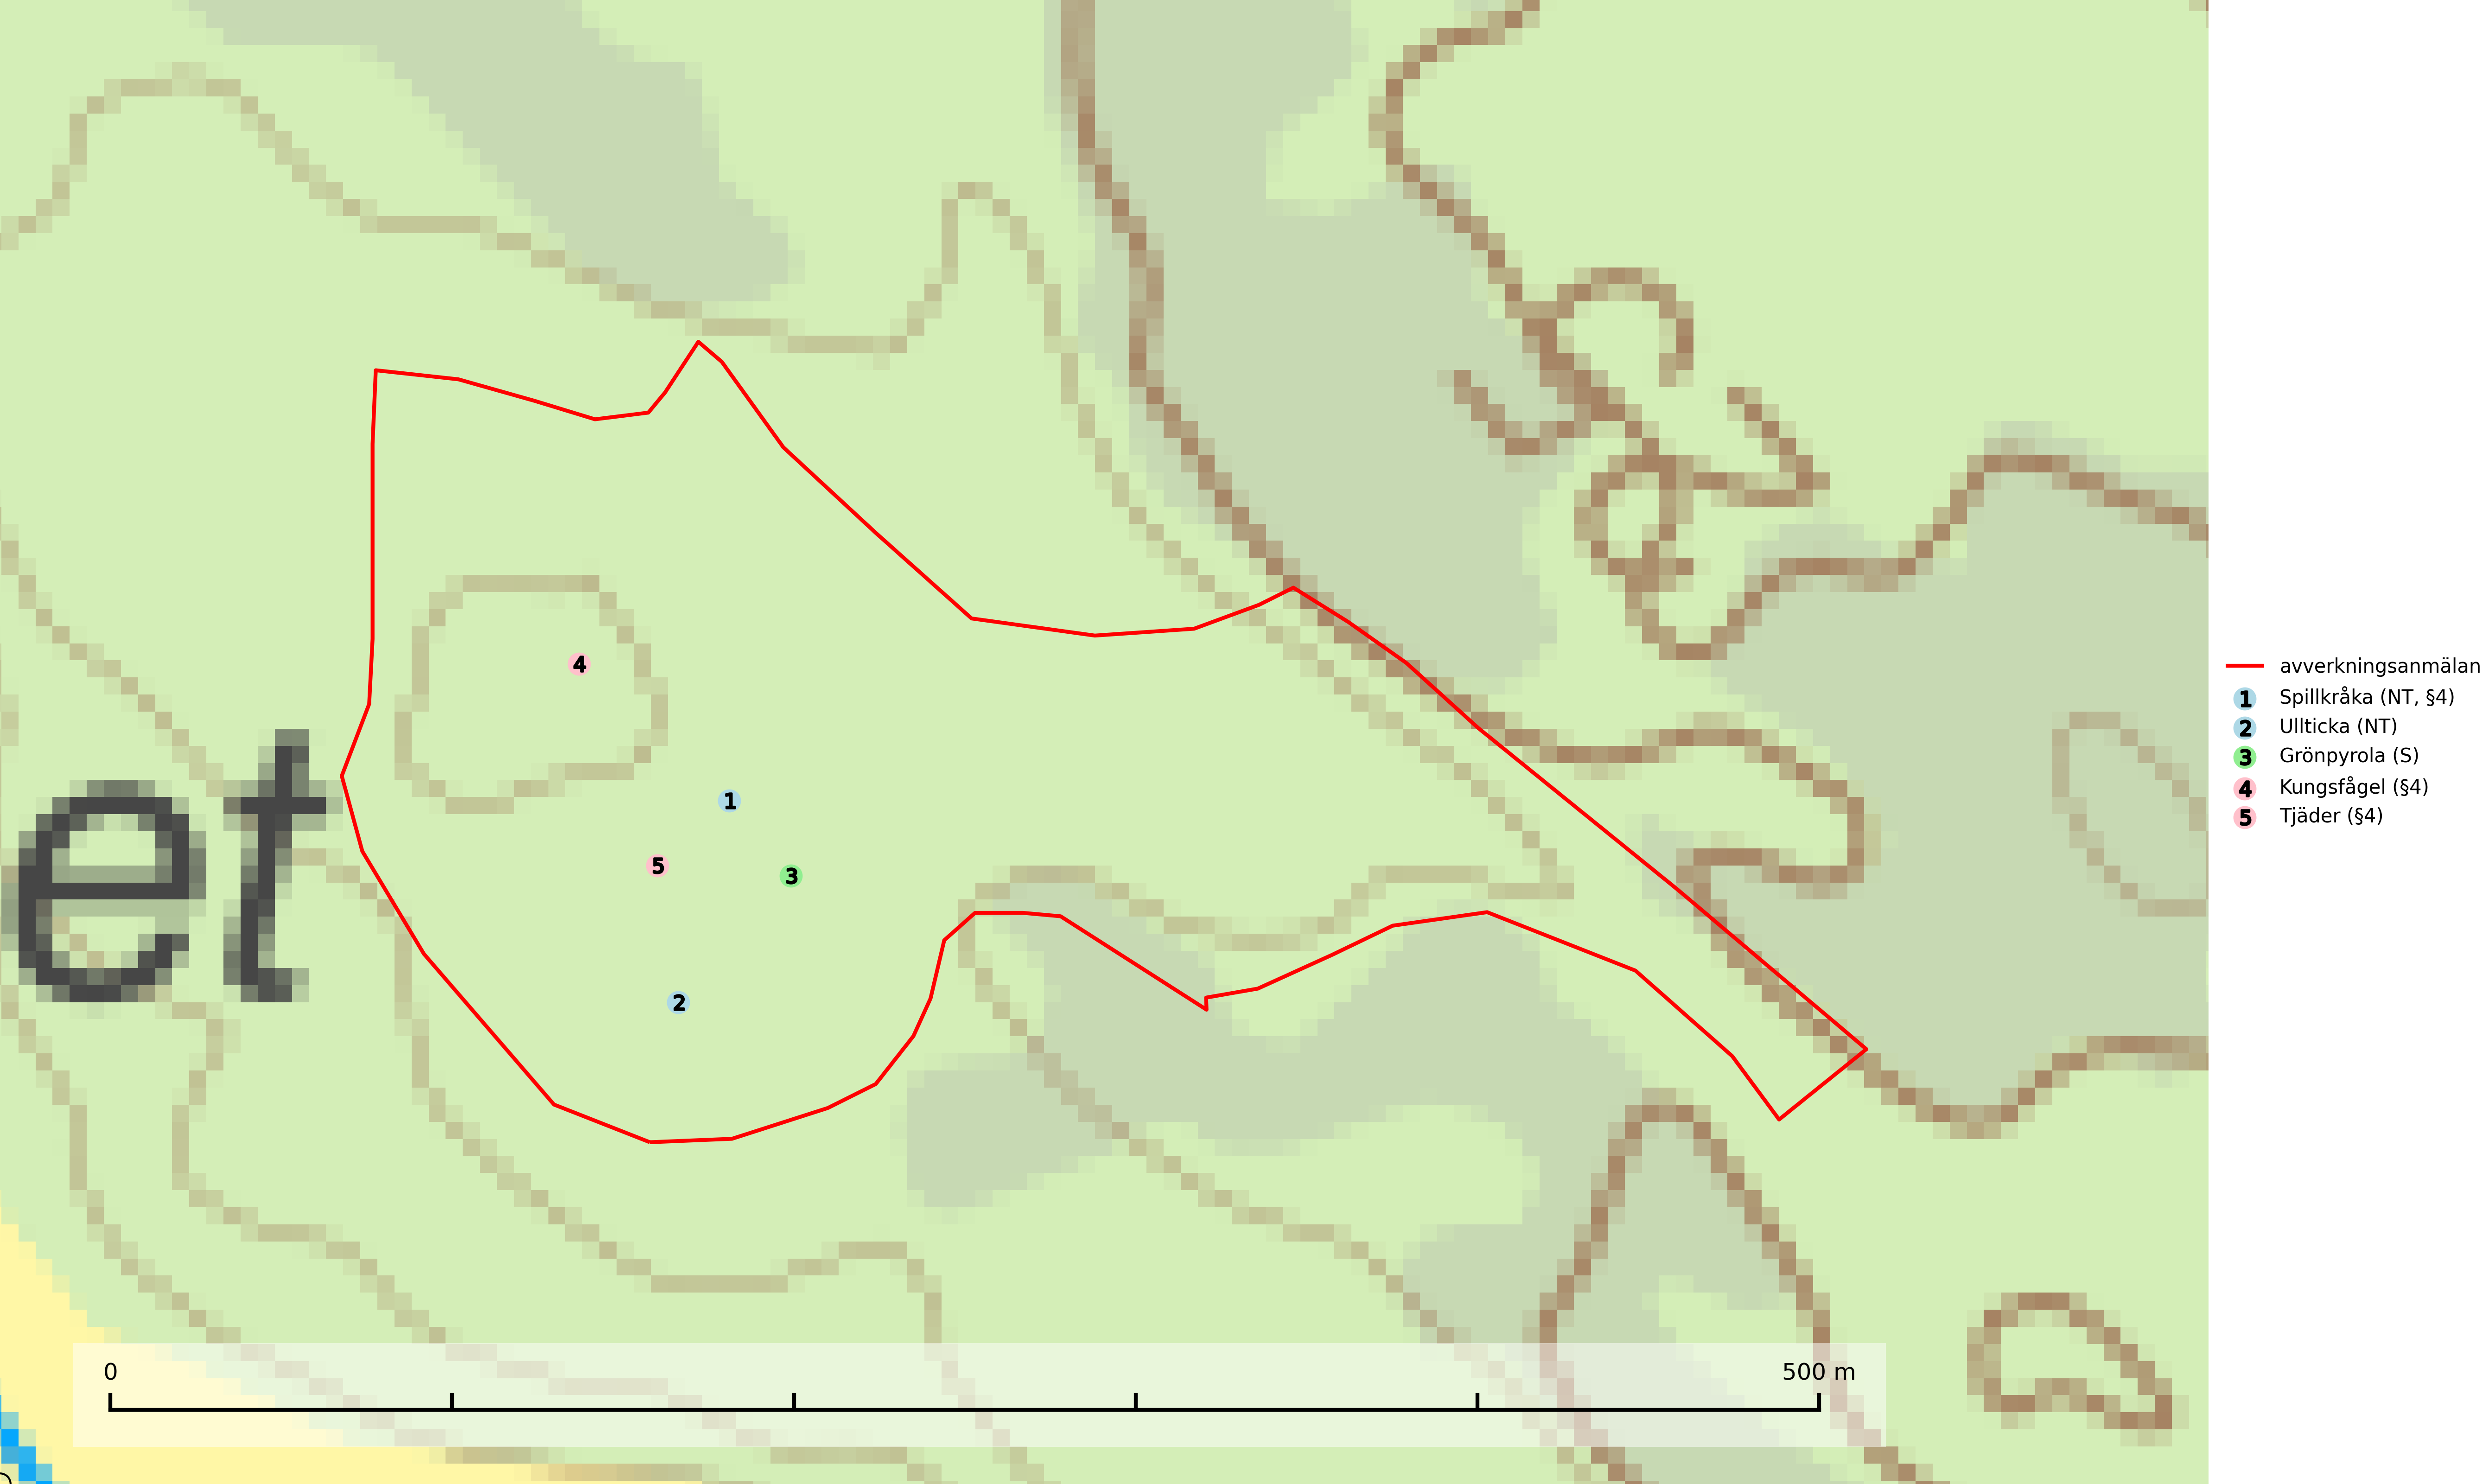 4
1
5
3
et
2
0
500 m
avverkningsanmälan
1 Spillkråka (NT, §4)
2 Ullticka (NT)
3 Grönpyrola (S)
4 Kungsfågel (§4)
5 Tjäder (§4)